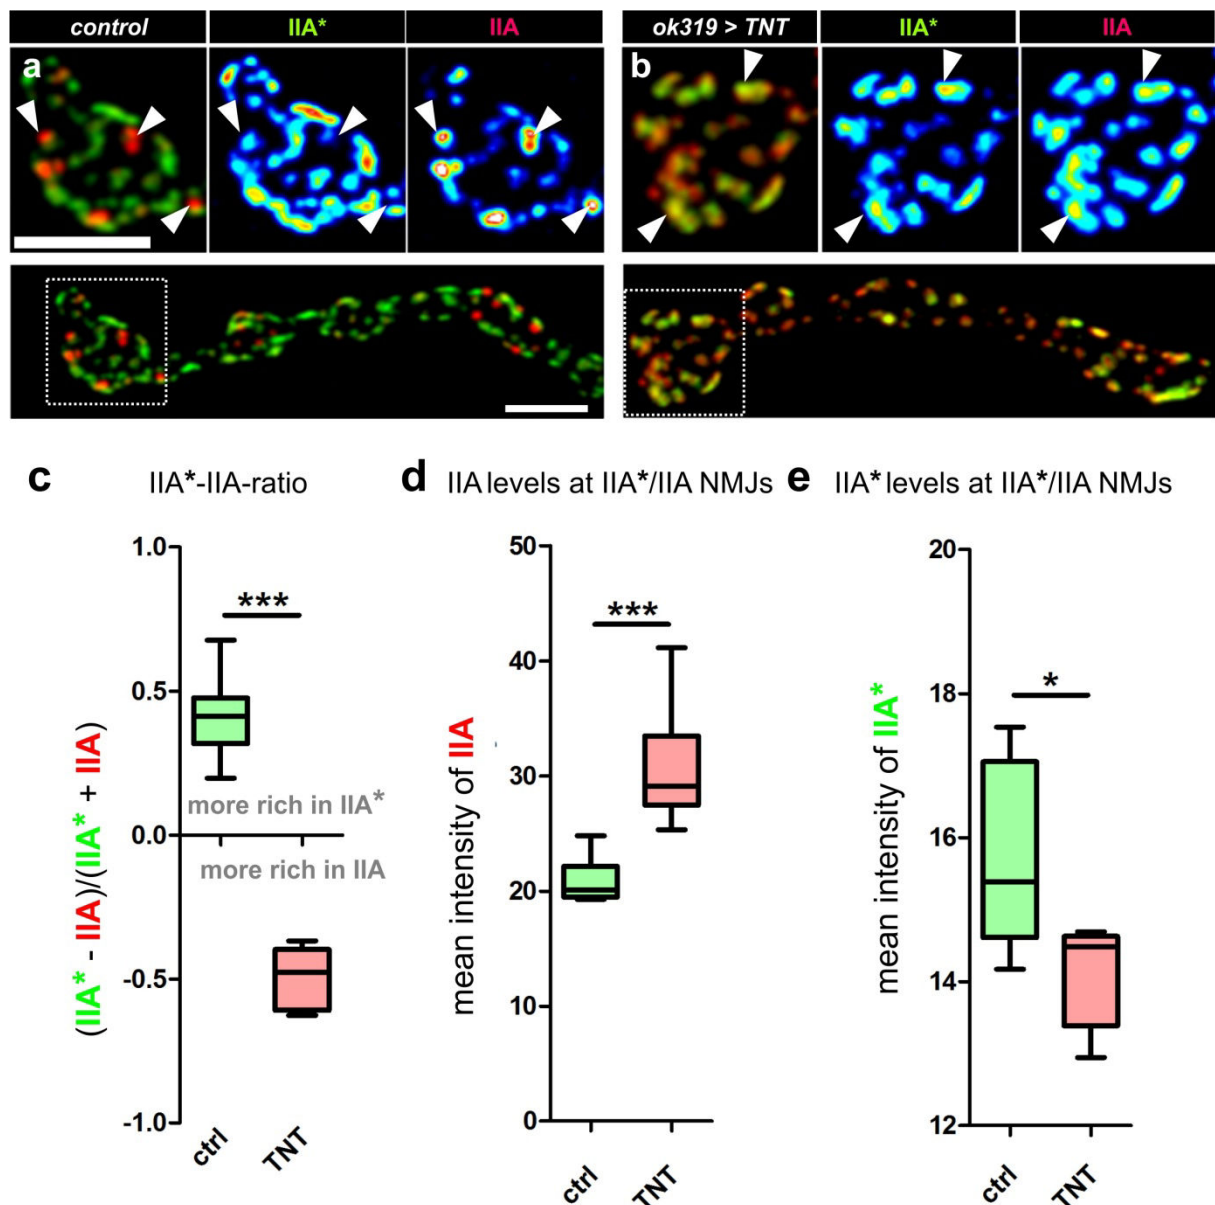 control IIA* IIA ok319 > TNT IIA* IIA
a b
c IIA*-IIA-ratio d IIA levels at IIA*/IIA NMJs e IIA* levels at IIA*/IIA NMJs
(IIA* - IIA)/(IIA* + IIA)
1.0
0.5
0.0
-0.5
-1.0
***
more rich in IIA*
more rich in IIA
ctrl TNT
mean intensity of IIA
50
40
30
20
10
0
***
ctrl TNT
mean intensity of IIA*
20
18
16
14
12
*
ctrl TNT